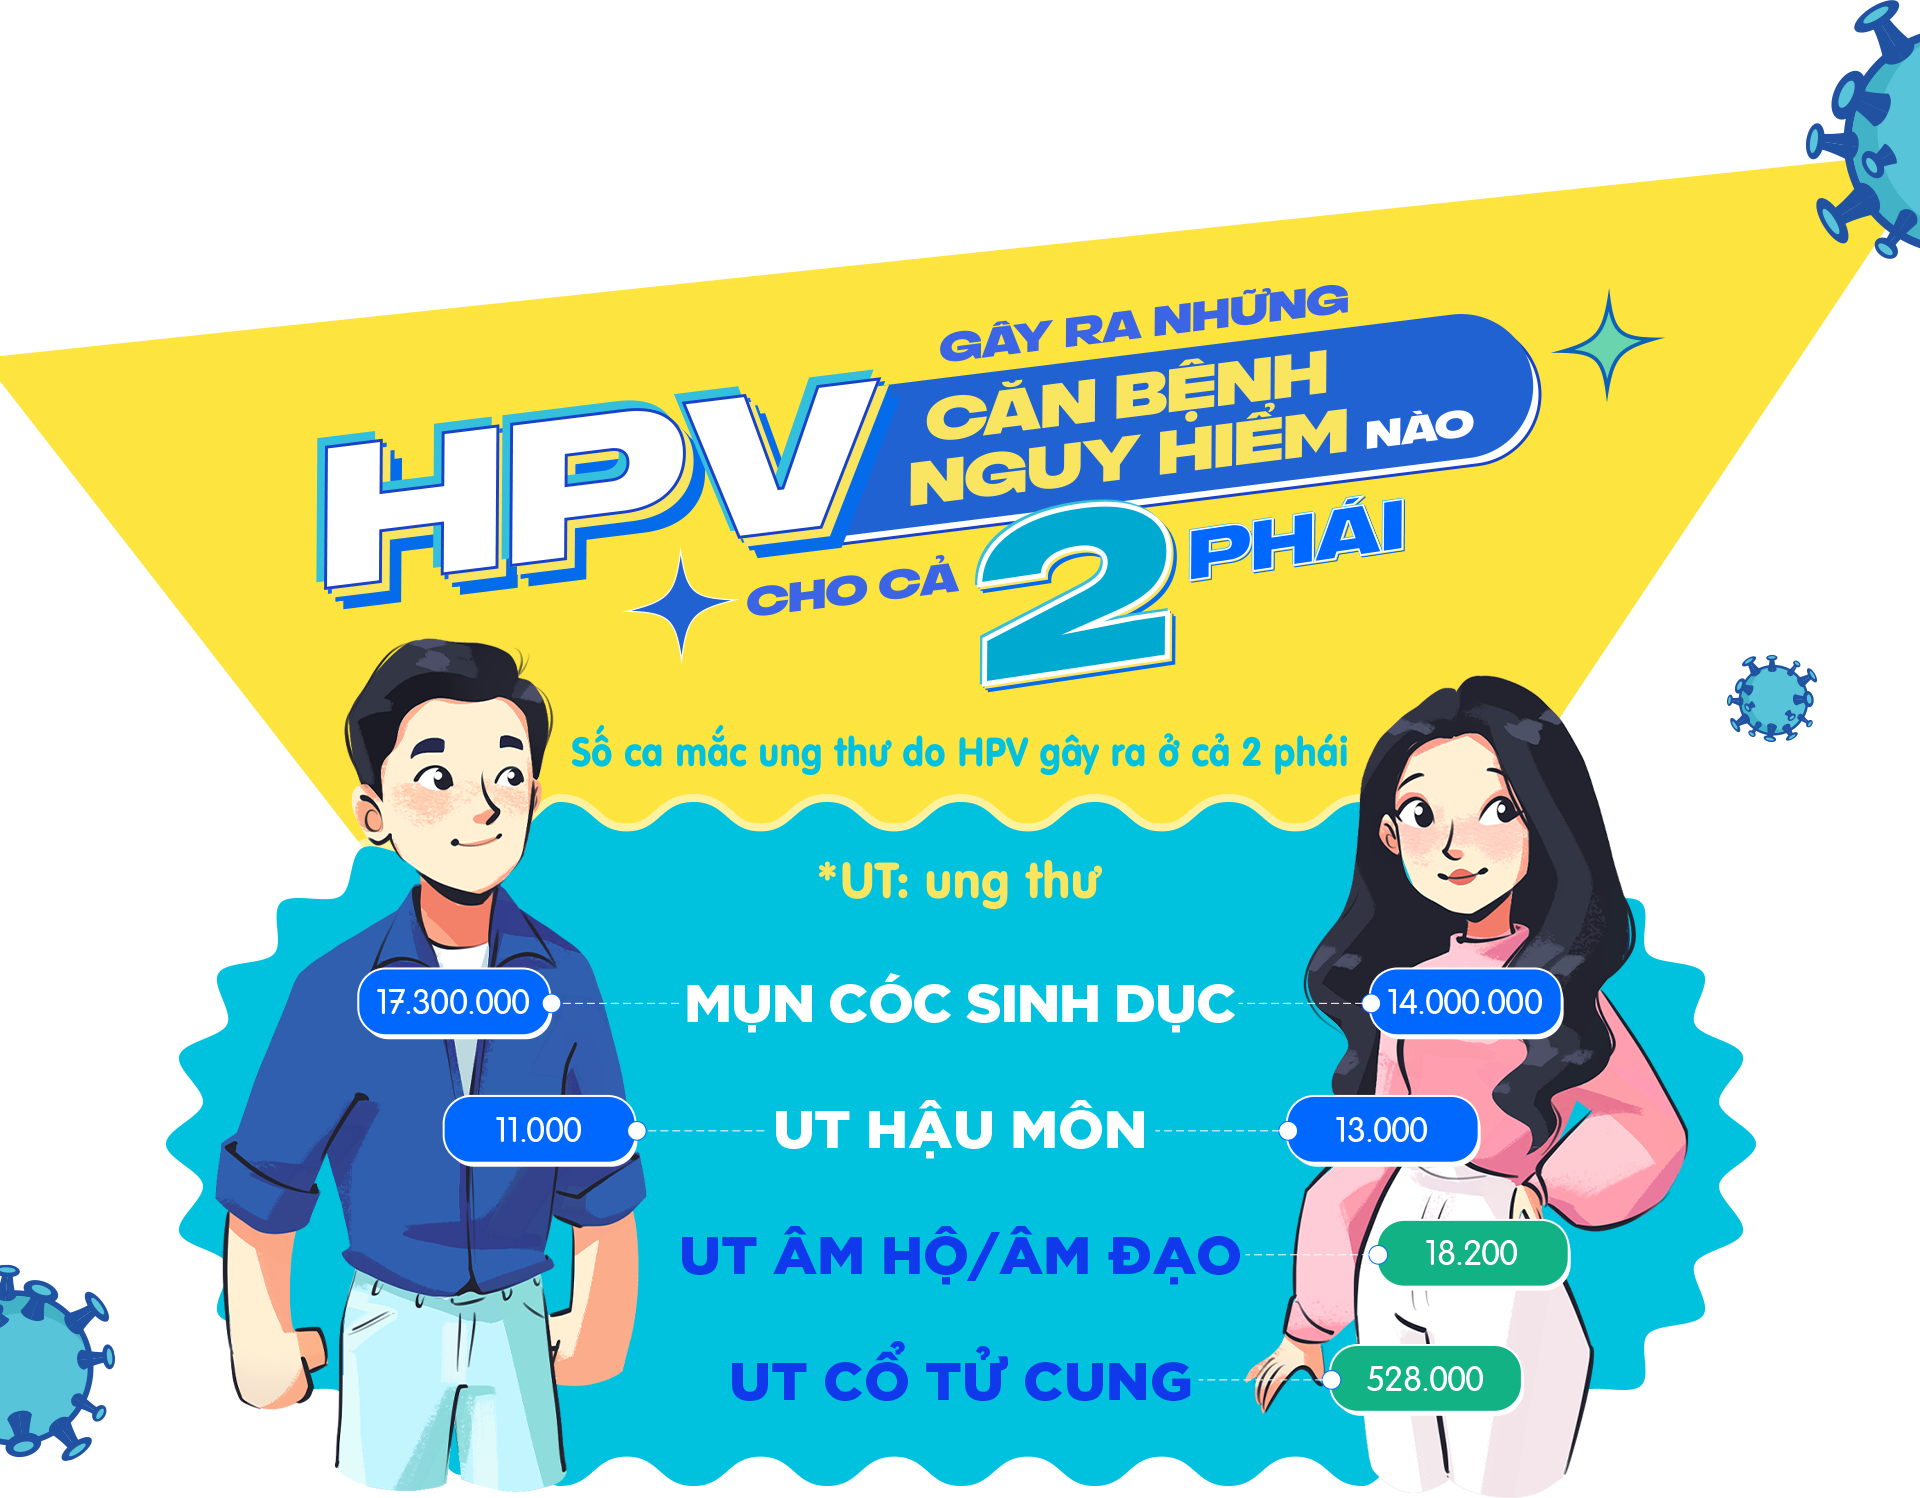 GÂY RA NHỮNG
HPV CĂN BỆNH
NGUY HIỂM NÀO
CHO CẢ 2 PHÁI
Số ca mắc ung thư do HPV gây ra ở cả 2 phái
*UT: ung thư
17.300.000 MỤN CÓC SINH DỤC 14.000.000
11.000 UT HẬU MÔN 13.000
UT ÂM HỘ/ÂM ĐẠO 18.200
UT CỔ TỬ CUNG 528.000